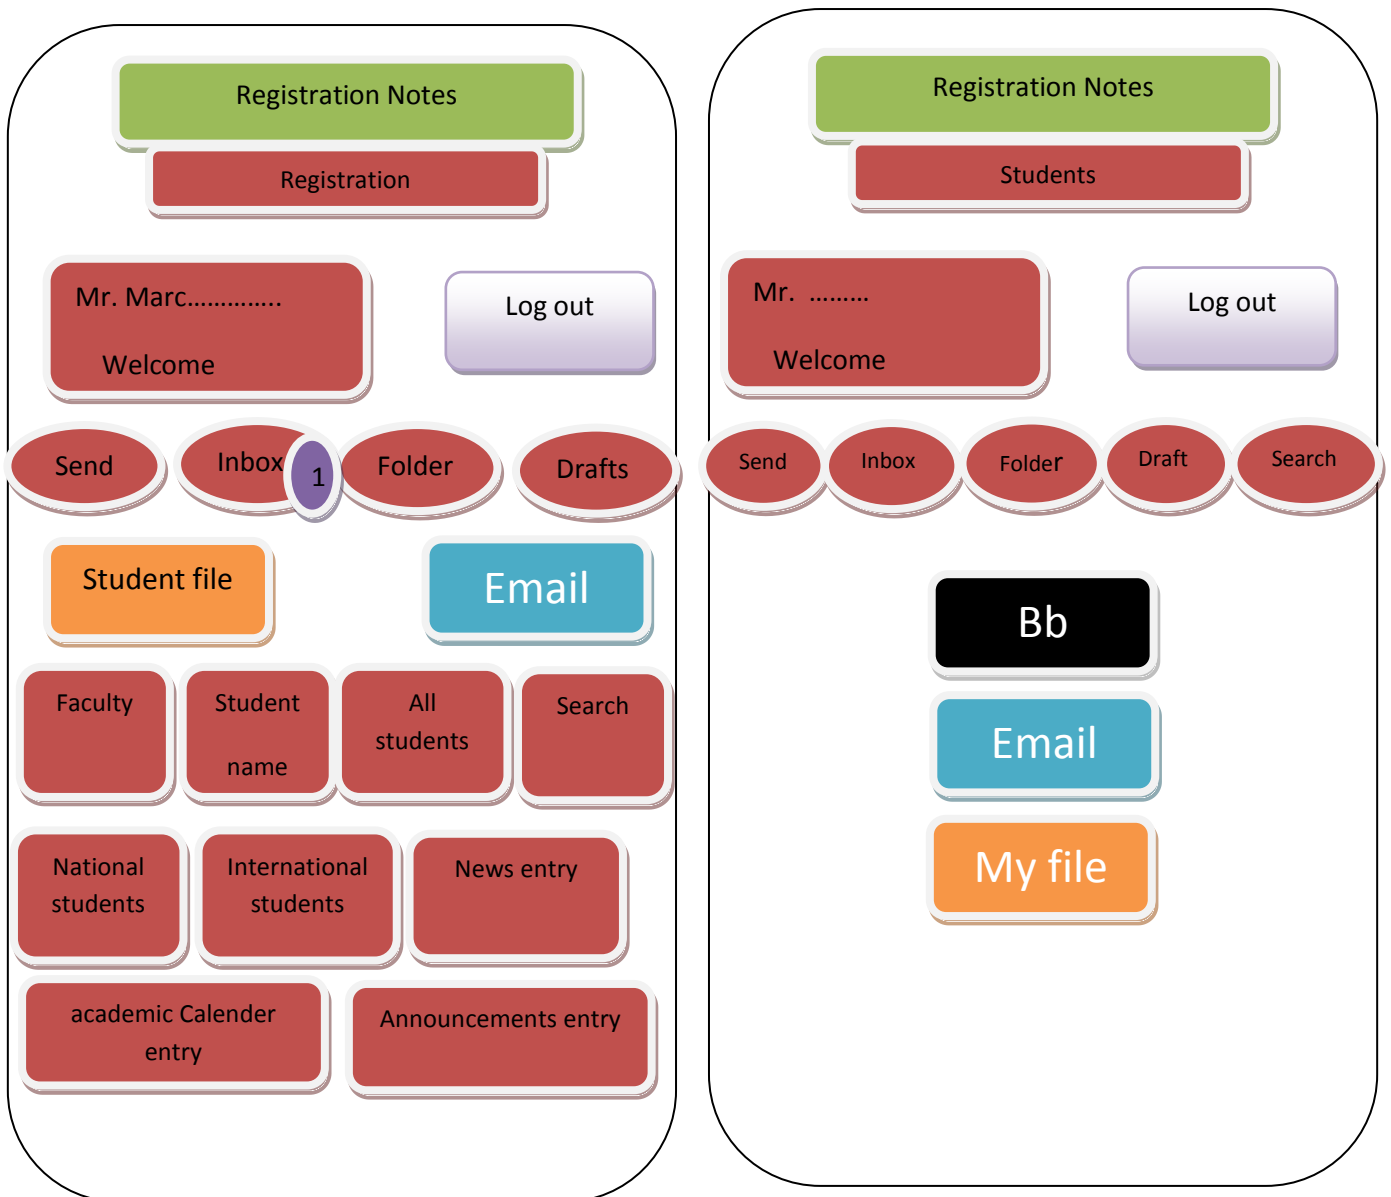 Registration Notes
Registration
Mr. Marc…………..
Welcome
Log out
Send
Inbox
1
Folder
Drafts
Student file
Email
Faculty
Student
name
All
students
Search
National
students
International
students
News entry
academic Calender
entry
Announcements entry
Registration Notes
Students
Mr.  ………
Welcome
Log out
Send
Inbox
Folder
Draft
Search
Bb
Email
My file